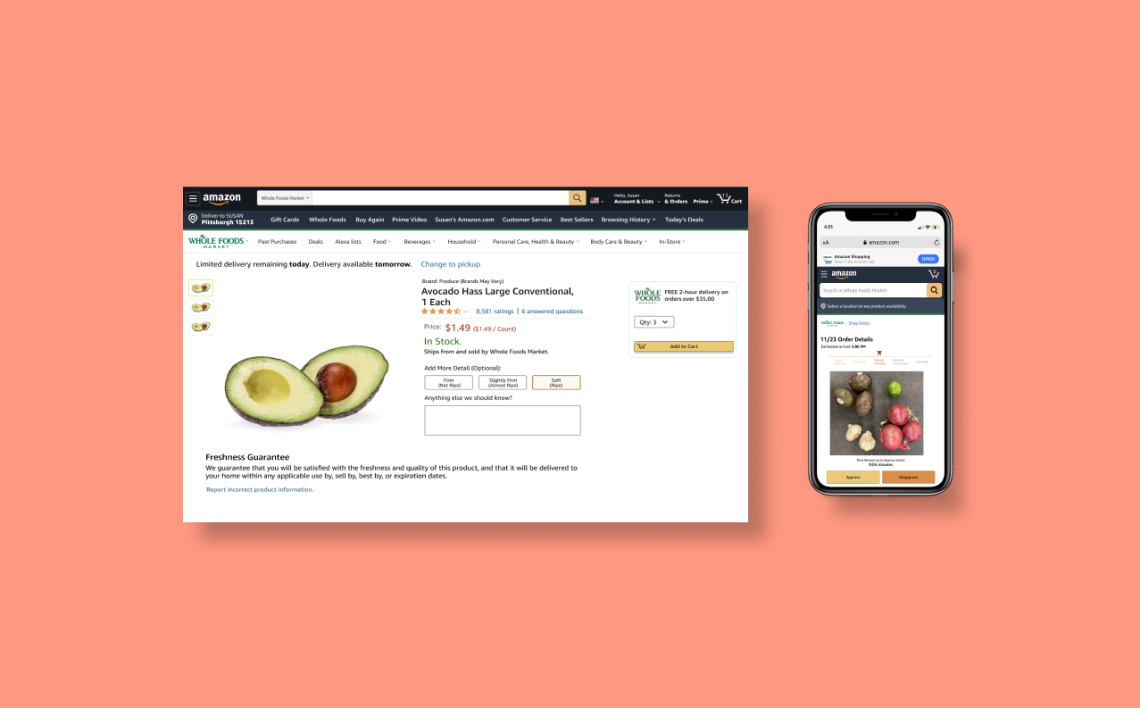 amazon
Whole Foods Market
Hello, Susan
Account & Lists
Returns
& Orders
Prime
Cart
Deliver to SUSAN
Pittsburgh 15213
Gift Cards Whole Foods Buy Again Prime Video Susan's Amazon.com Customer Service Best Sellers Browsing History Today's Deals
WHOLE FOODS
MARKET
Past Purchases Deals Alexa lists Food Beverages Household Personal Care, Health & Beauty Body Care & Beauty In-Store
Limited delivery remaining today. Delivery available tomorrow. Change to pickup
Brand: Produce (Brands May Vary)
Avocado Hass Large Conventional,
1 Each
8,581 ratings | 6 answered questions
Price: $1.49 ($1.49 / Count)
In Stock.
Ships from and sold by Whole Foods Market.
Add More Detail (Optional):
Firm
(Not Ripe)
Slightly Firm
(Almost Ripe)
Soft
(Ripe)
Anything else we should know?
WHOLE
FOODS
MARKET
FREE 2-hour delivery on
orders over $35.00
Qty: 3
Add to Cart
Freshness Guarantee
We guarantee that you will be satisfied with the freshness and quality of this product, and that it will be delivered to
your home within any applicable use by, sell by, best by, or expiration dates.
Report incorrect product information.
4:21
AA amazon.com
Amazon Shopping
Open in the Amazon app
OPEN
amazon
Search in Whole Foods Market
Select a location to see product availability
WHOLE FOODS
11/23 Order Details
Estimated arrival 5:00 PM
Approve
Disapprove